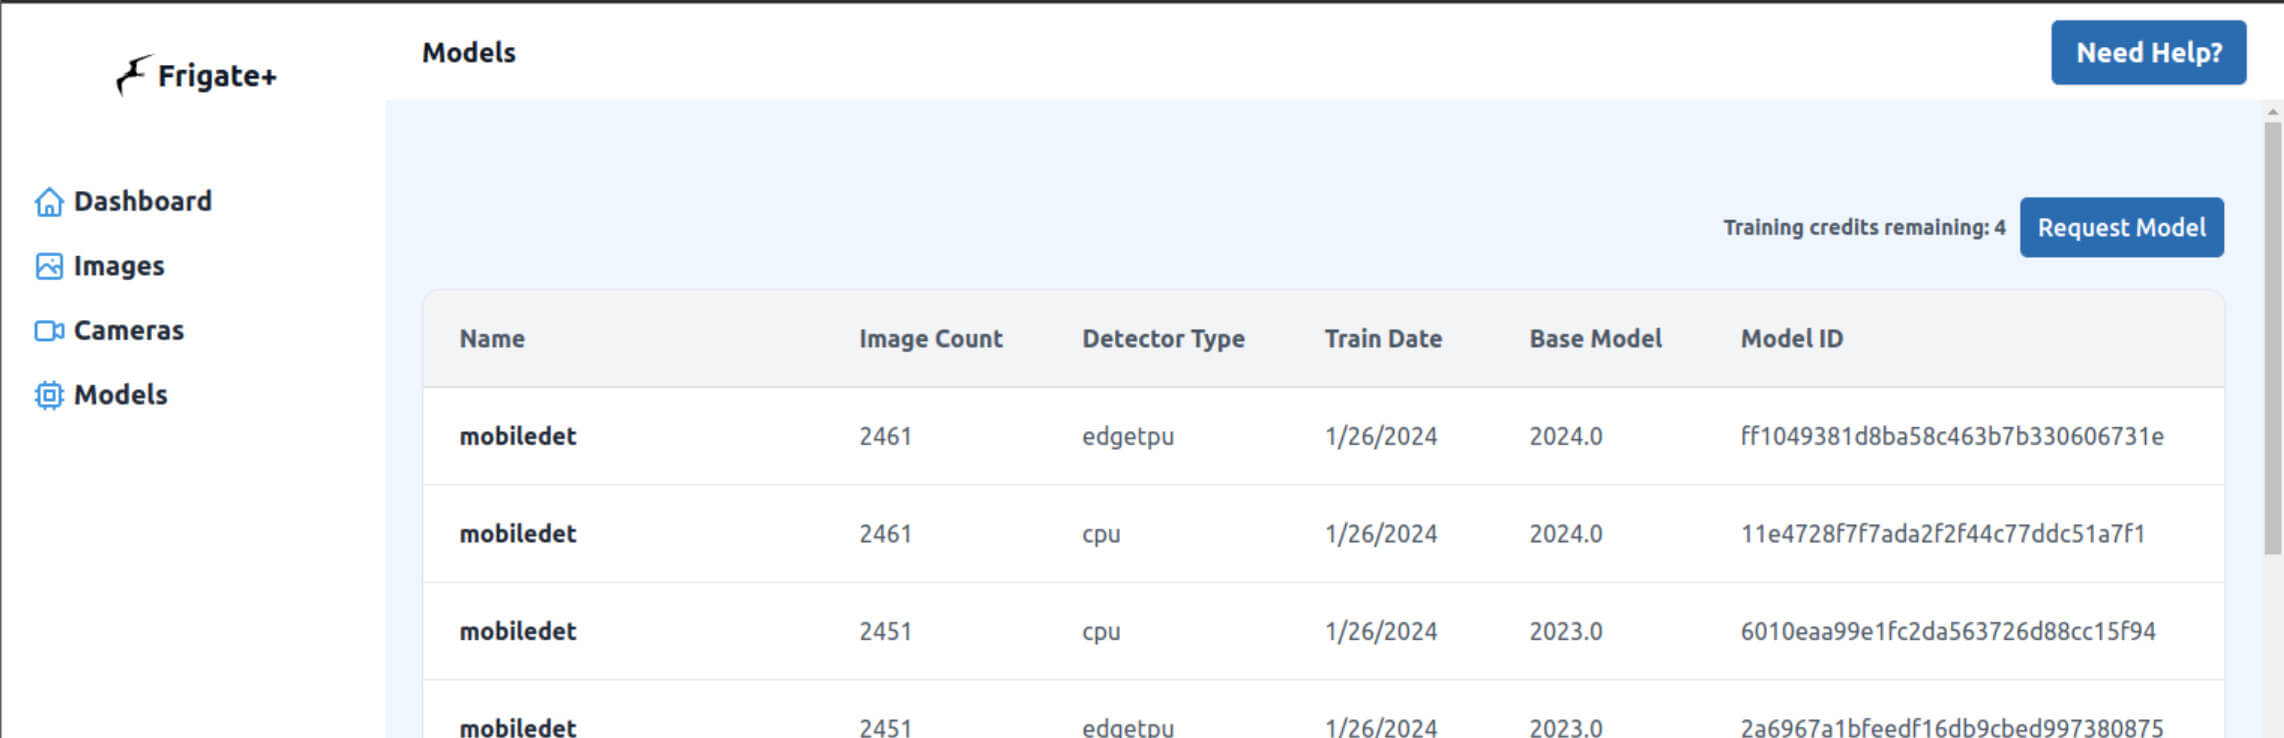 Frigate+
Dashboard
Images
Cameras
Models
Models
Need Help?
Training credits remaining: 4 Request Model
Name Image Count Detector Type Train Date Base Model Model ID
mobiledet 2461 edgetpu 1/26/2024 2024.0 ff1049381d8ba58c463b7b330606731e
mobiledet 2461 cpu 1/26/2024 2024.0 11e4728f7f7ada2f2f44c77ddc51a7f1
mobiledet 2451 cpu 1/26/2024 2023.0 6010eaa99e1fc2da563726d88cc15f94
mobiledet 2451 edgetpu 1/26/2024 2023.0 2a6967a1bfeedf16db9cbed997380875